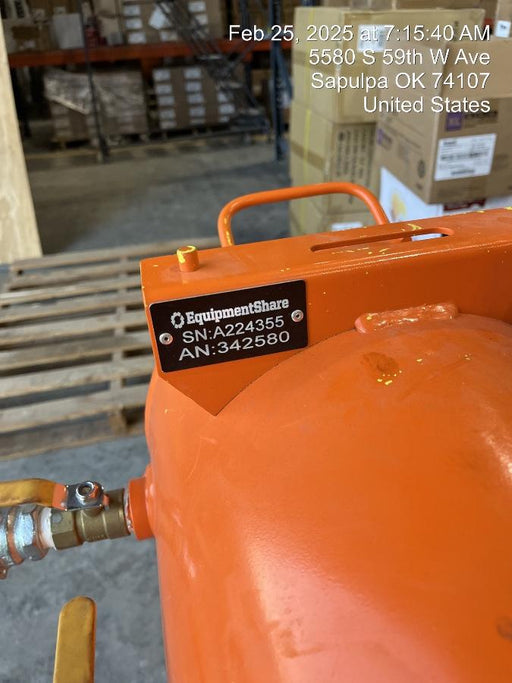 Feb 25, 2025 at 7:15:40 AM
5580 S 59th W Ave
Sapulpa OK 74107
United States
EquipmentShare
SN:A224355
AN:342580